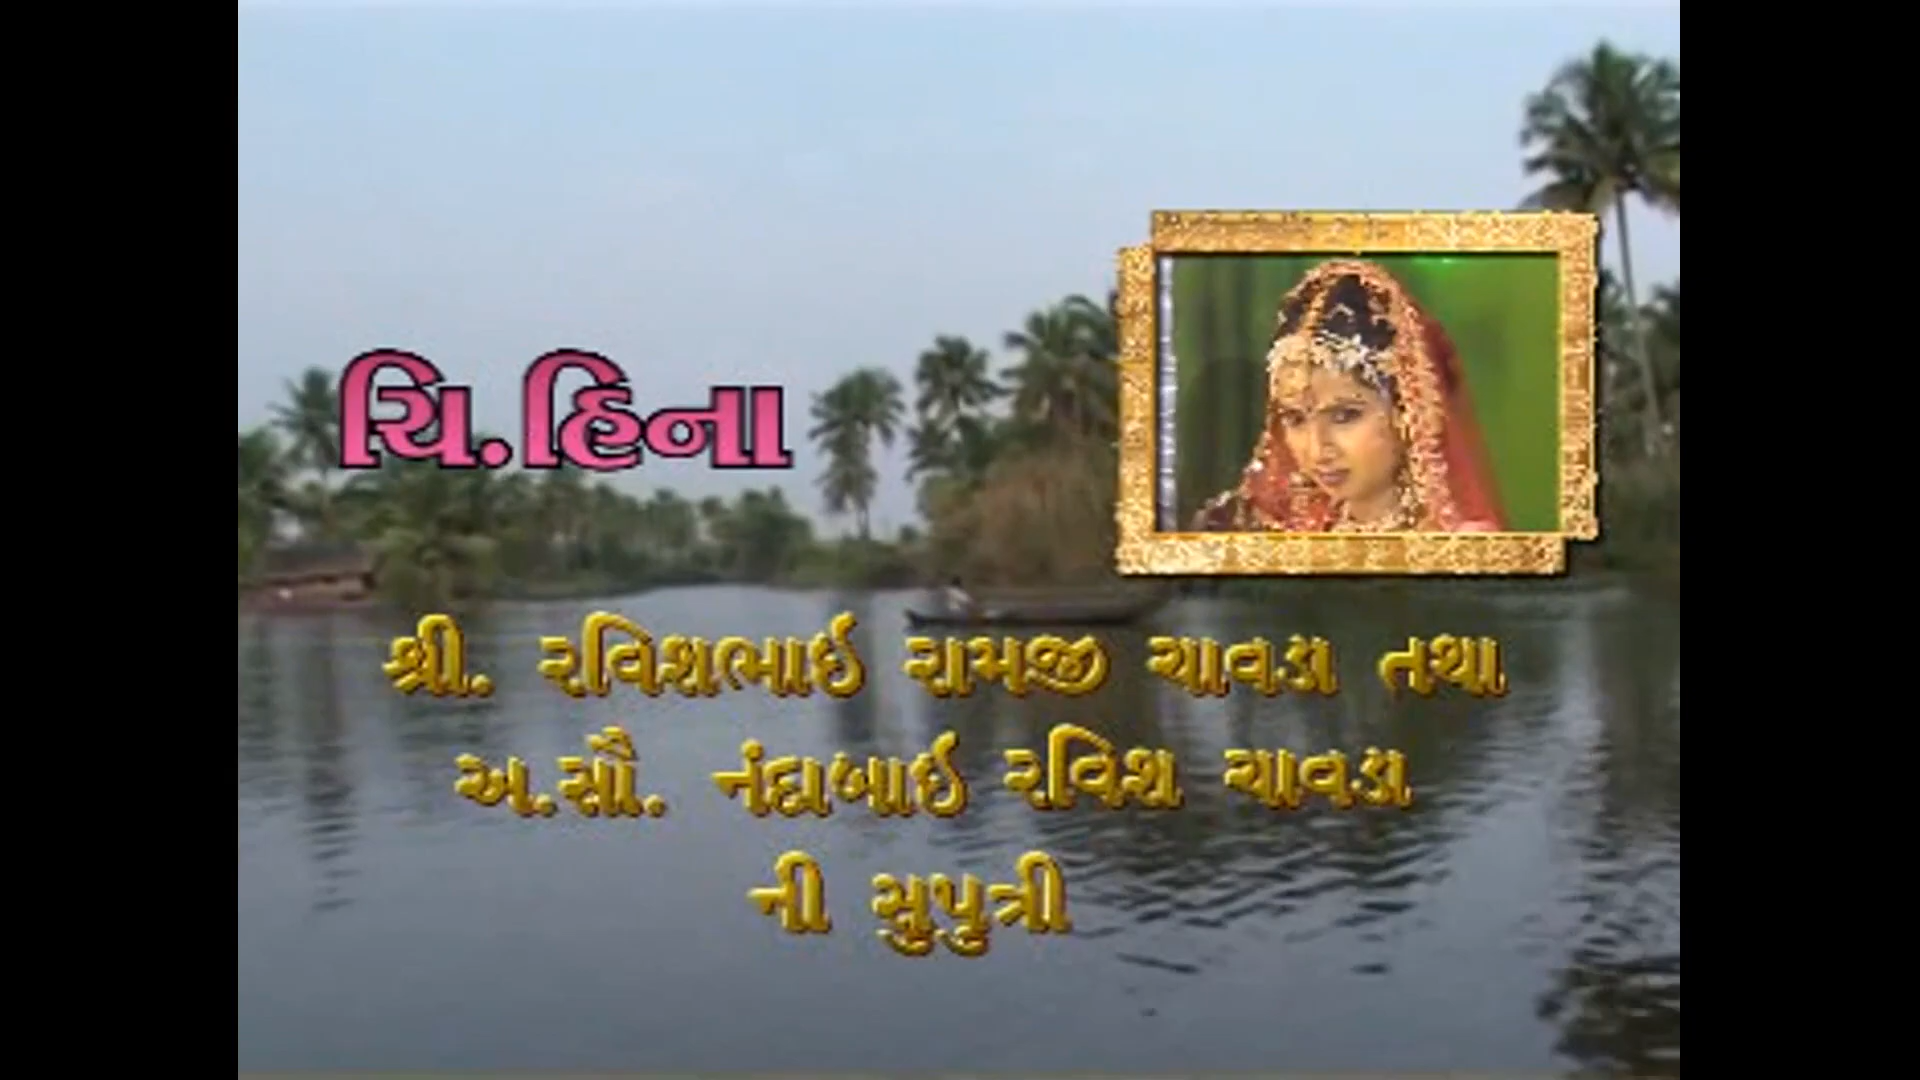 ચિ.હિના
શ્રી. રવિશભાઈ રામજી ચાવડા તથા
અ.સૌ. નંદાબાઈ રવિશ ચાવડા
ની સુપુત્રી